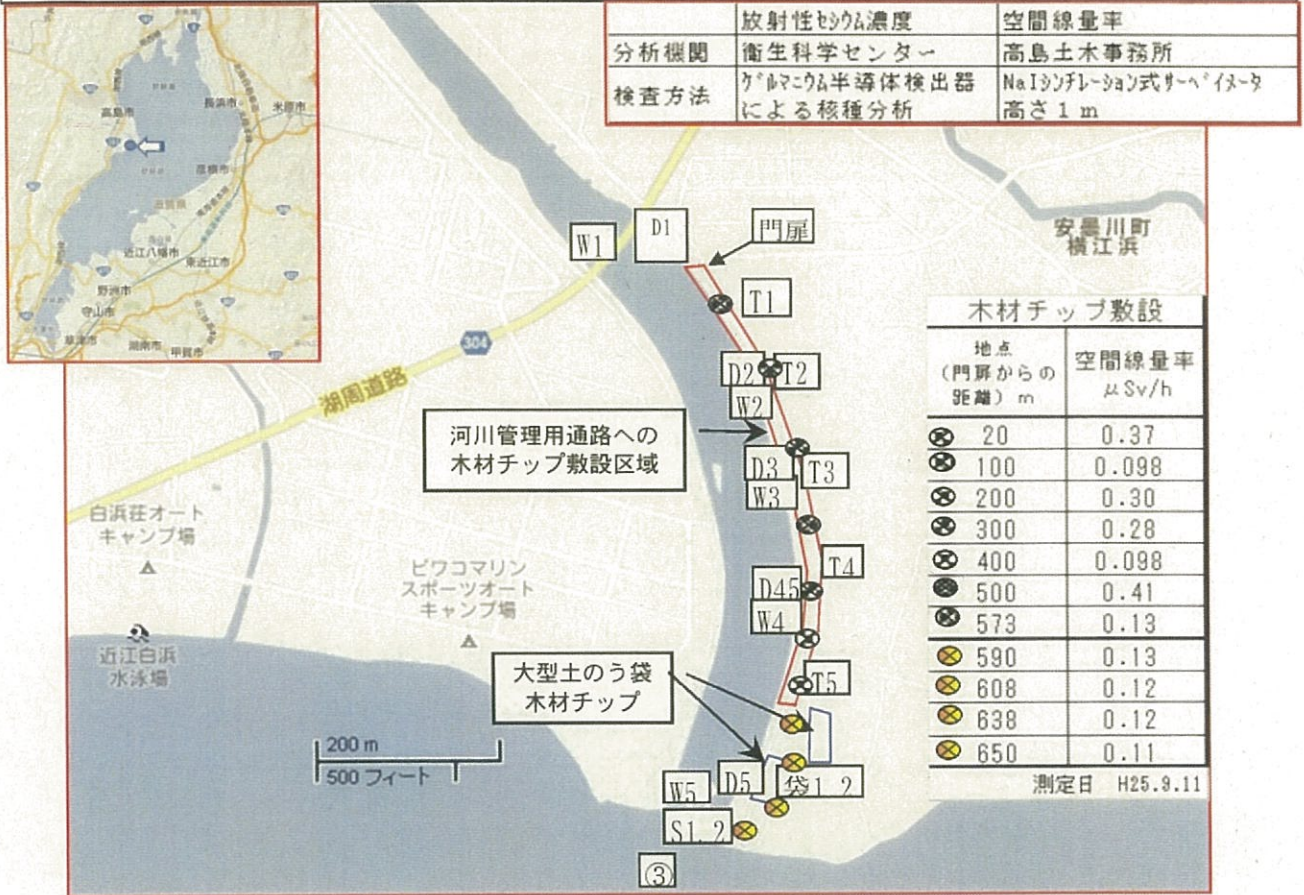 放射性セシウム濃度 空間線量率
分析機関 衛生科学センター 高島土木事務所
検査方法 ゲルマニウム半導体検出器による核種分析 NaIシンチレーション式サーベイメータ 高さ1m
高島市
長浜市
米原市
彦根市
近江八幡市
東近江市
野洲市
守山市
草津市
湖南市
甲賀市
W1
D1
門扉
安曇川町
横江浜
T1
304
湖周道路
D2
T2
W2
河川管理用通路への
木材チップ敷設区域
D3
T3
W3
白浜荘オート
キャンプ場
ビワコマリン
スポーツオート
キャンプ場
T4
D45
W4
近江白浜
水泳場
大型土のう袋
木材チップ
T5
200 m
500 フィート
W5
D5
袋1 2
S1. 2
③
木材チップ敷設
地点
(門扉からの
距離) m
空間線量率
μSv/h
20 0.37
100 0.098
200 0.30
300 0.28
400 0.098
500 0.41
573 0.13
590 0.13
608 0.12
638 0.12
650 0.11
測定日 H25.9.11